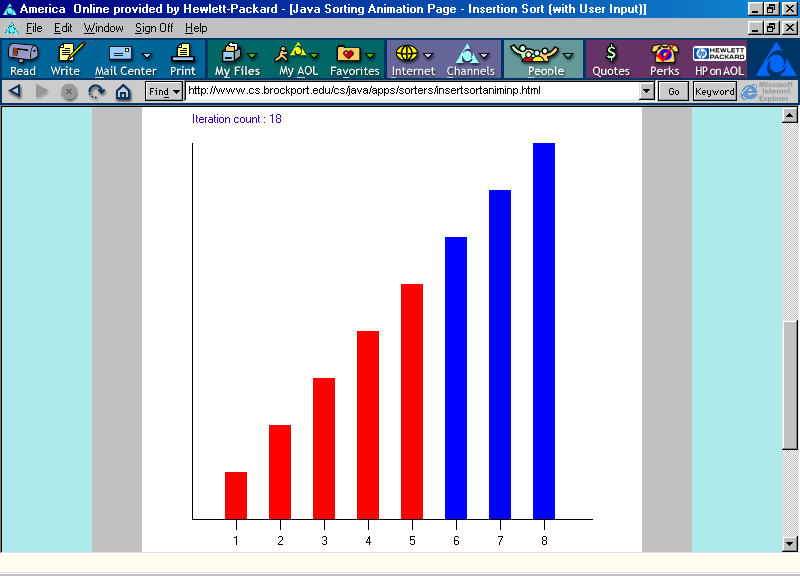 America  Online provided by Hewlett-Packard - [Java Sorting Animation Page - Insertion Sort (with User Input)]
File Edit Window Sign Off Help
Read Write Mail Center Print My Files My AOL Favorites Internet Channels People Quotes Perks HP on AOL
HEWLETT
PACKARD
Find http://wwwv.cs.brockport.edu/cs/java/apps/sorters/insertsortaniminp.html Go Keyword
Microsoft
Internet
Explorer
Iteration count : 18
1 2 3 4 5 6 7 8